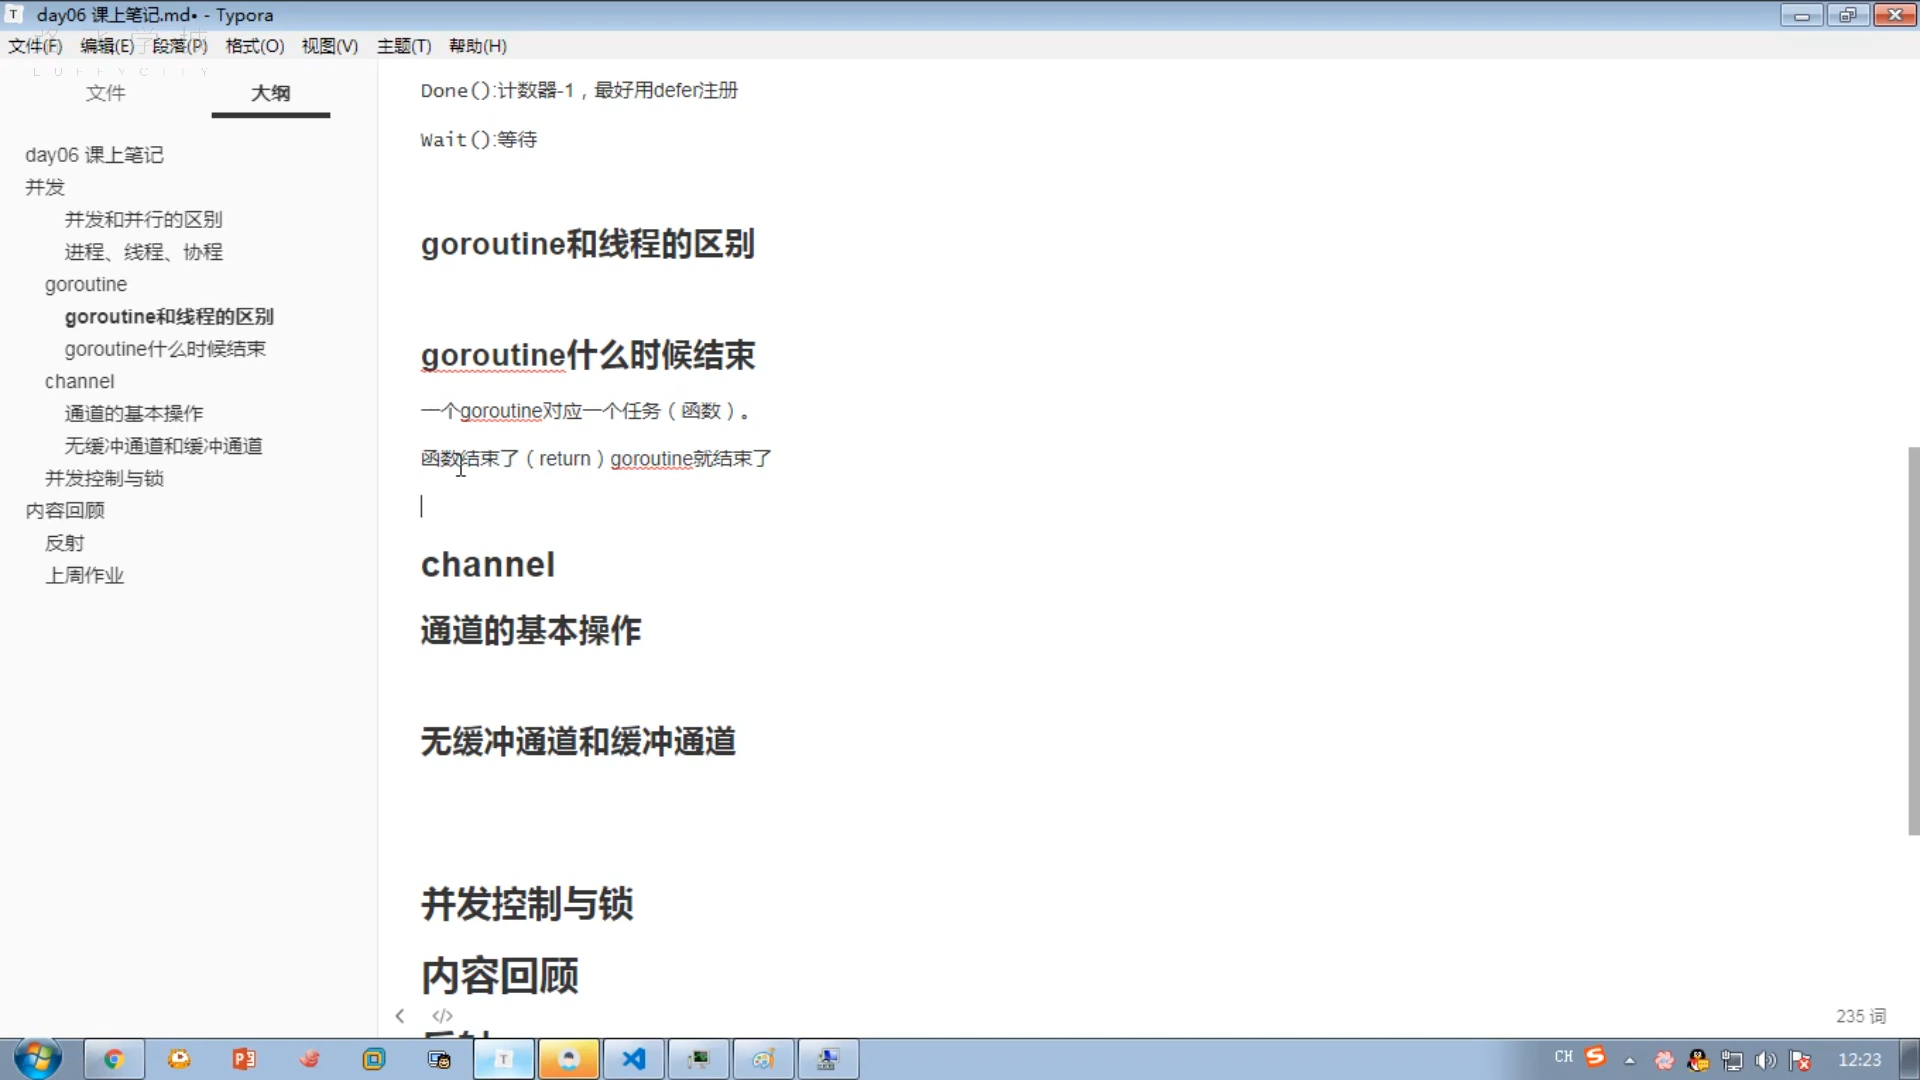 day06 课上笔记.md• - Typora
文件(F) 编辑(E) 段落(P) 格式(O) 视图(V) 主题(T) 帮助(H)
LUFFYCITY
文件 大纲
day06 课上笔记
并发
并发和并行的区别
进程、线程、协程
goroutine
goroutine和线程的区别
goroutine什么时候结束
channel
通道的基本操作
无缓冲通道和缓冲通道
并发控制与锁
内容回顾
反射
上周作业
Done():计数器-1，最好用defer注册
Wait():等待
goroutine和线程的区别
goroutine什么时候结束
一个goroutine对应一个任务（函数）。
函数结束了（return）goroutine就结束了
channel
通道的基本操作
无缓冲通道和缓冲通道
并发控制与锁
内容回顾
反射
235 词
CH
12:23